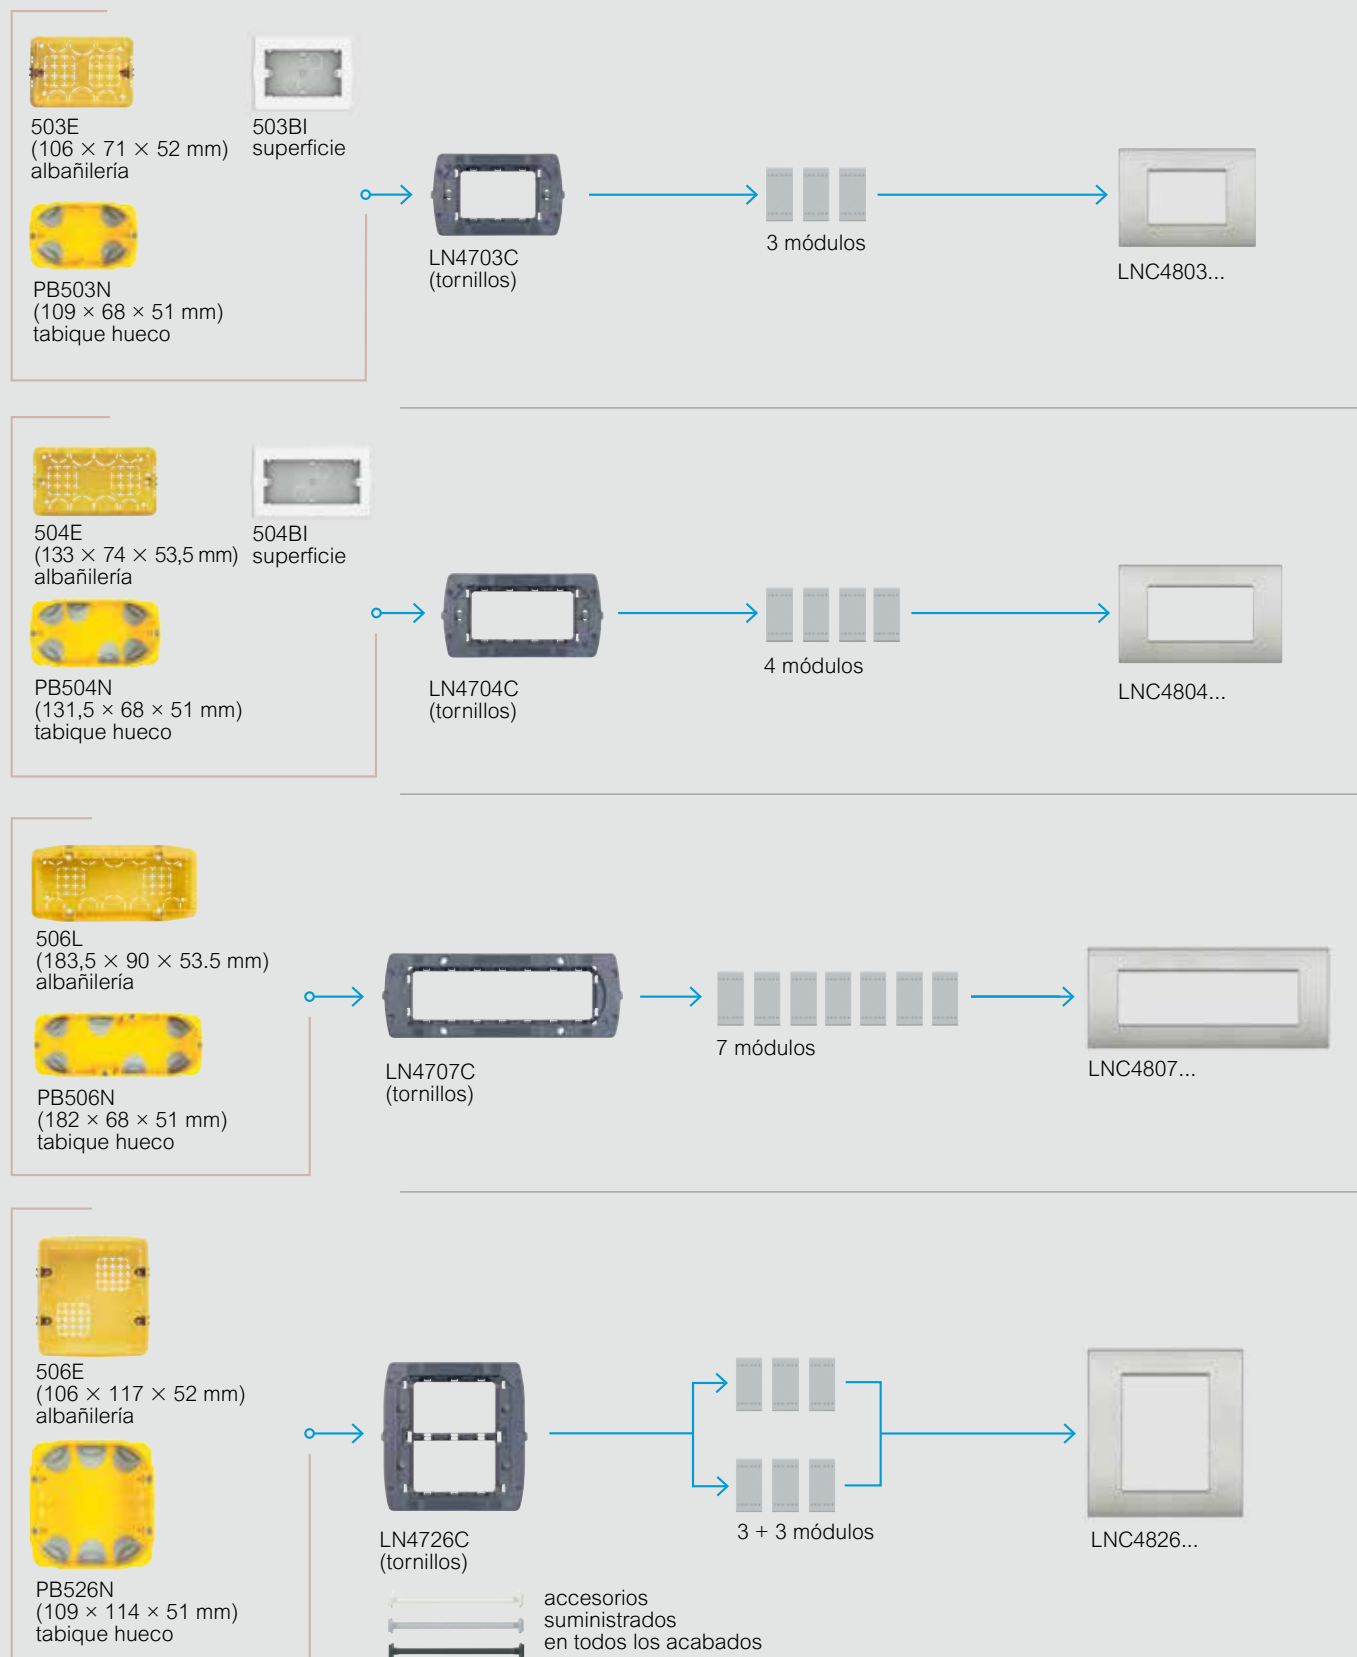 503E
(106 × 71 × 52 mm)
albañilería
503BI
superficie
PB503N
(109 × 68 × 51 mm)
tabique hueco
LN4703C
(tornillos)
3 módulos
LNC4803...
504E
(133 × 74 × 53,5 mm)
albañilería
504BI
superficie
PB504N
(131,5 × 68 × 51 mm)
tabique hueco
LN4704C
(tornillos)
4 módulos
LNC4804...
506L
(183,5 × 90 × 53.5 mm)
albañilería
PB506N
(182 × 68 × 51 mm)
tabique hueco
LN4707C
(tornillos)
7 módulos
LNC4807...
506E
(106 × 117 × 52 mm)
albañilería
PB526N
(109 × 114 × 51 mm)
tabique hueco
LN4726C
(tornillos)
3 + 3 módulos
LNC4826...
accesorios
suministrados
en todos los acabados